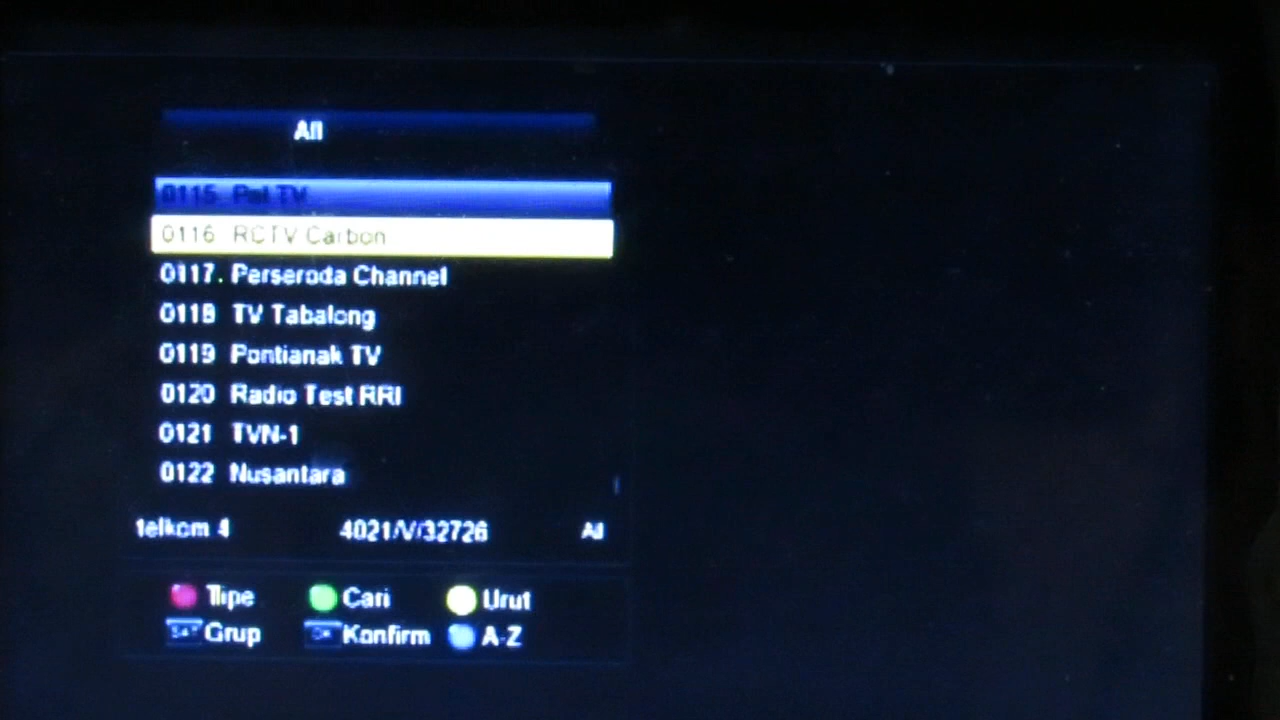 All
0115 Pal TV
0116 RCTV Carbon
0117. Perseroda Channel
0118 TV Tabalong
0119 Pontianak TV
0120 Radio Test RRI
0121 TVN-1
0122 Nusantara
telkom 4 4021/V/32726 All
Tipe Cari Urut
Grup Konfirm A-Z